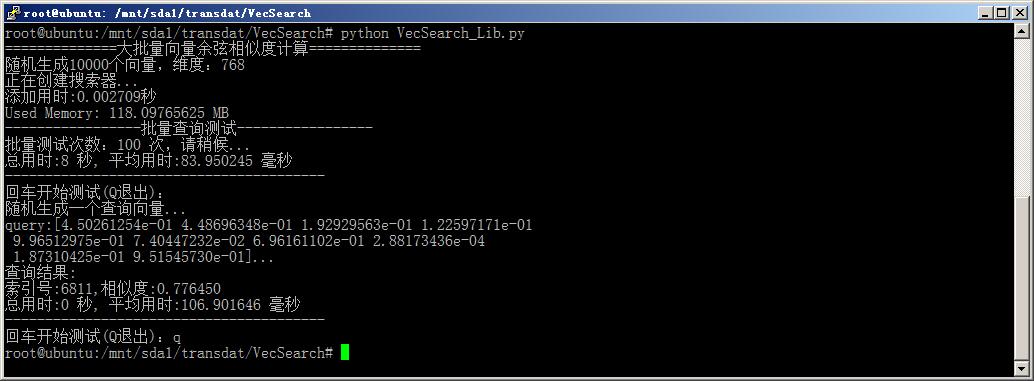 root@ubuntu: /mnt/sda1/transdat/VecSearch
root@ubuntu:/mnt/sda1/transdat/VecSearch# python VecSearch_Lib.py
==============大批量向量余弦相似度计算==============
随机生成10000个向量，维度：768
正在创建搜索器...
添加用时:0.002709秒
Used Memory: 118.09765625 MB
-----------------批量查询测试-----------------
批量测试次数：100 次，请稍候...
总用时:8 秒, 平均用时:83.950245 毫秒
----------------------------------------
回车开始测试(Q退出)：
随机生成一个查询向量...
query:[4.50261254e-01 4.48696348e-01 1.92929563e-01 1.22597171e-01
 9.96512975e-01 7.40447232e-02 6.96161102e-01 2.88173436e-04
 1.87310425e-01 9.51545730e-01]...
查询结果:
索引号:6811,相似度:0.776450
总用时:0 秒, 平均用时:106.901646 毫秒
----------------------------------------
回车开始测试(Q退出)：q
root@ubuntu:/mnt/sda1/transdat/VecSearch#